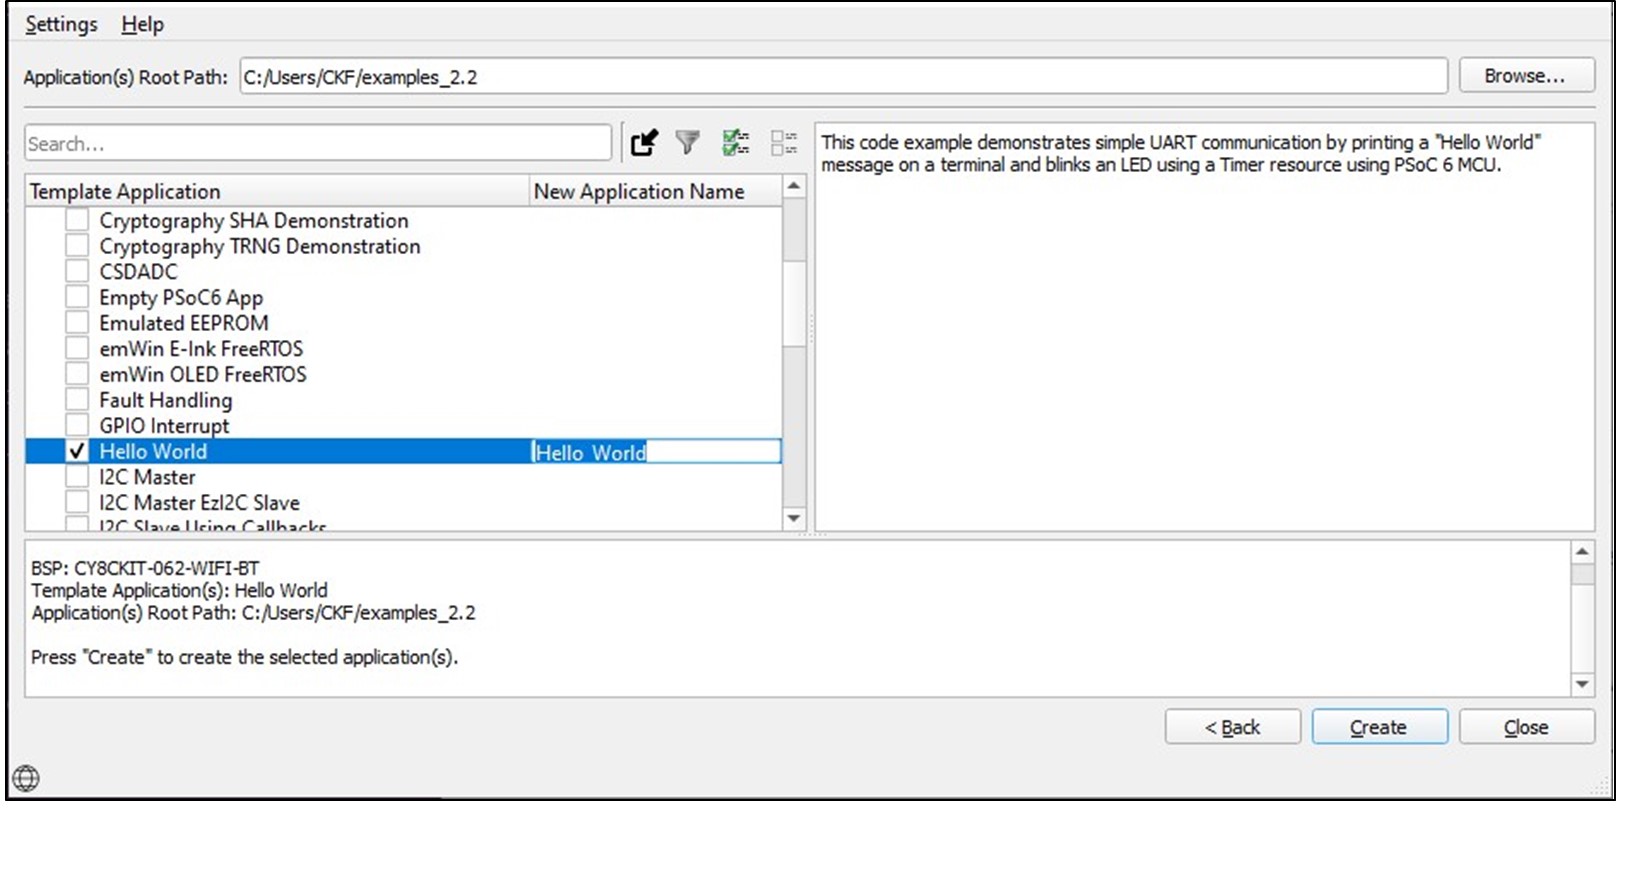 Settings Help
Application(s) Root Path: C:/Users/CKF/examples_2.2 Browse...
Search...
Template Application New Application Name
Cryptography SHA Demonstration
Cryptography TRNG Demonstration
CSDADC
Empty PSoC6 App
Emulated EEPROM
emWin E-Ink FreeRTOS
emWin OLED FreeRTOS
Fault Handling
GPIO Interrupt
Hello World Hello_World
I2C Master
I2C Master EzI2C Slave
I2C Slave Using Callbacks
This code example demonstrates simple UART communication by printing a "Hello World"
message on a terminal and blinks an LED using a Timer resource using PSoC 6 MCU.
BSP: CY8CKIT-062-WIFI-BT
Template Application(s): Hello World
Application(s) Root Path: C:/Users/CKF/examples_2.2
Press "Create" to create the selected application(s).
< Back Create Close